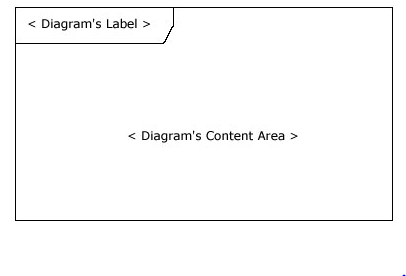 < Diagram's Label >
< Diagram's Content Area >